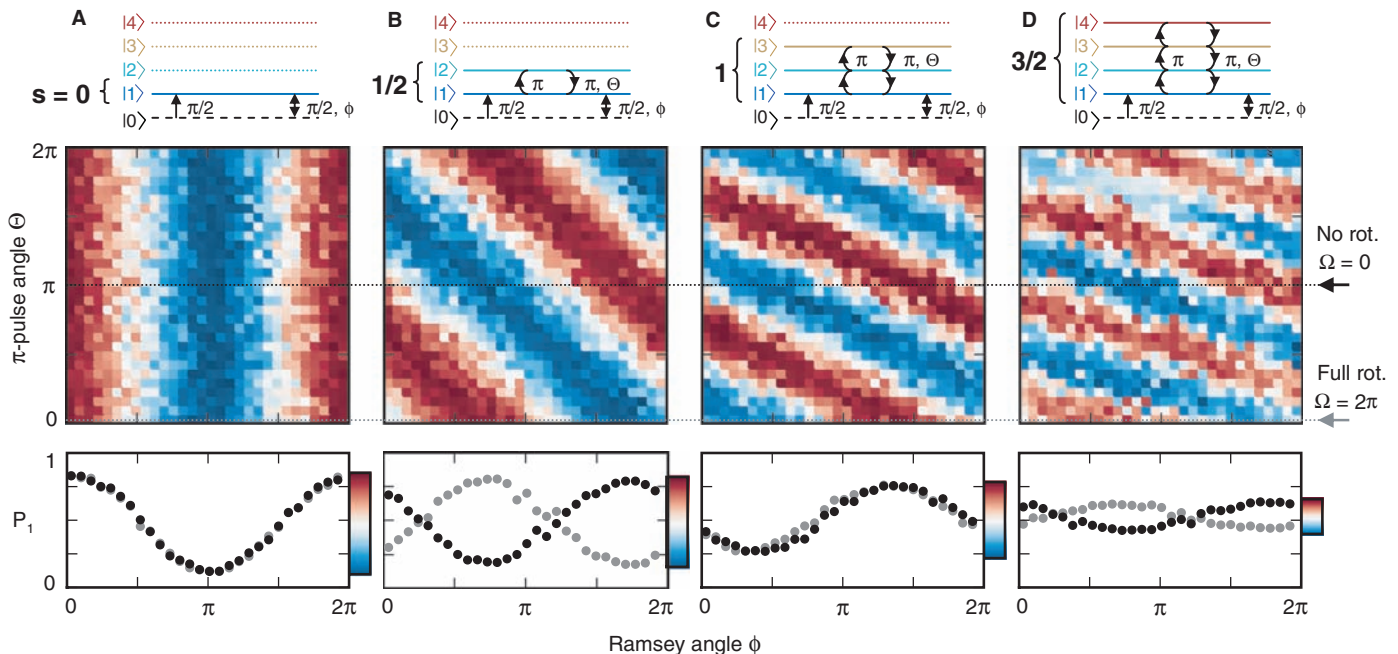 A
|4〉
|3〉
|2〉
s = 0 { |1〉
π/2 π/2, ϕ
|0〉
B
|4〉
|3〉
|2〉
1/2 { π π, Θ
|1〉
π/2 π/2, ϕ
|0〉
C
|4〉
|3〉
1 { π π, Θ
|2〉
|1〉
π/2 π/2, ϕ
|0〉
D
|4〉
|3〉
3/2 { π π, Θ
|2〉
|1〉
π/2 π/2, ϕ
|0〉
2π
π-pulse angle Θ
π
0
No rot.
Ω = 0
Full rot.
Ω = 2π
1
P1
0
0 π 2π
0 π 2π
0 π 2π
0 π 2π
Ramsey angle ϕ